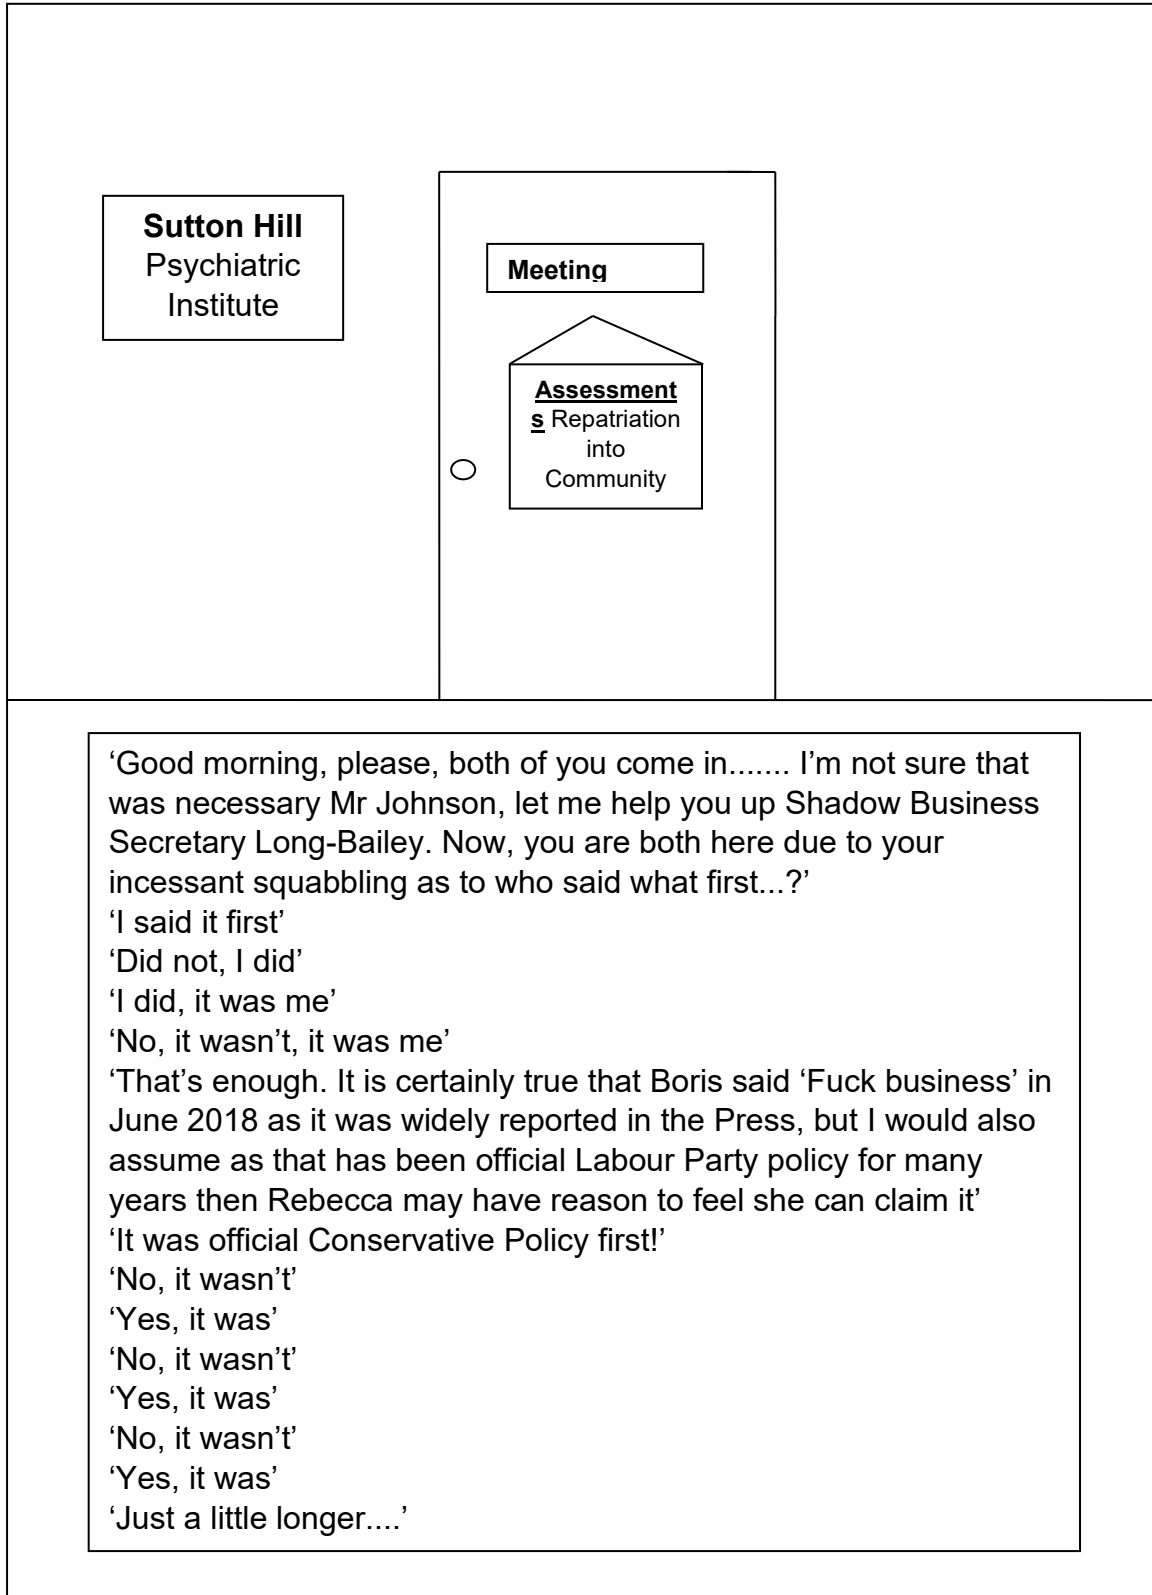 Sutton Hill
Psychiatric
Institute
Meeting
Assessment
s Repatriation
into
Community
‘Good morning, please, both of you come in....... I’m not sure that
was necessary Mr Johnson, let me help you up Shadow Business
Secretary Long-Bailey. Now, you are both here due to your
incessant squabbling as to who said what first...?’
‘I said it first’
‘Did not, I did’
‘I did, it was me’
‘No, it wasn’t, it was me’
‘That’s enough. It is certainly true that Boris said ‘Fuck business’ in
June 2018 as it was widely reported in the Press, but I would also
assume as that has been official Labour Party policy for many
years then Rebecca may have reason to feel she can claim it’
‘It was official Conservative Policy first!’
‘No, it wasn’t’
‘Yes, it was’
‘No, it wasn’t’
‘Yes, it was’
‘No, it wasn’t’
‘Yes, it was’
‘Just a little longer....’